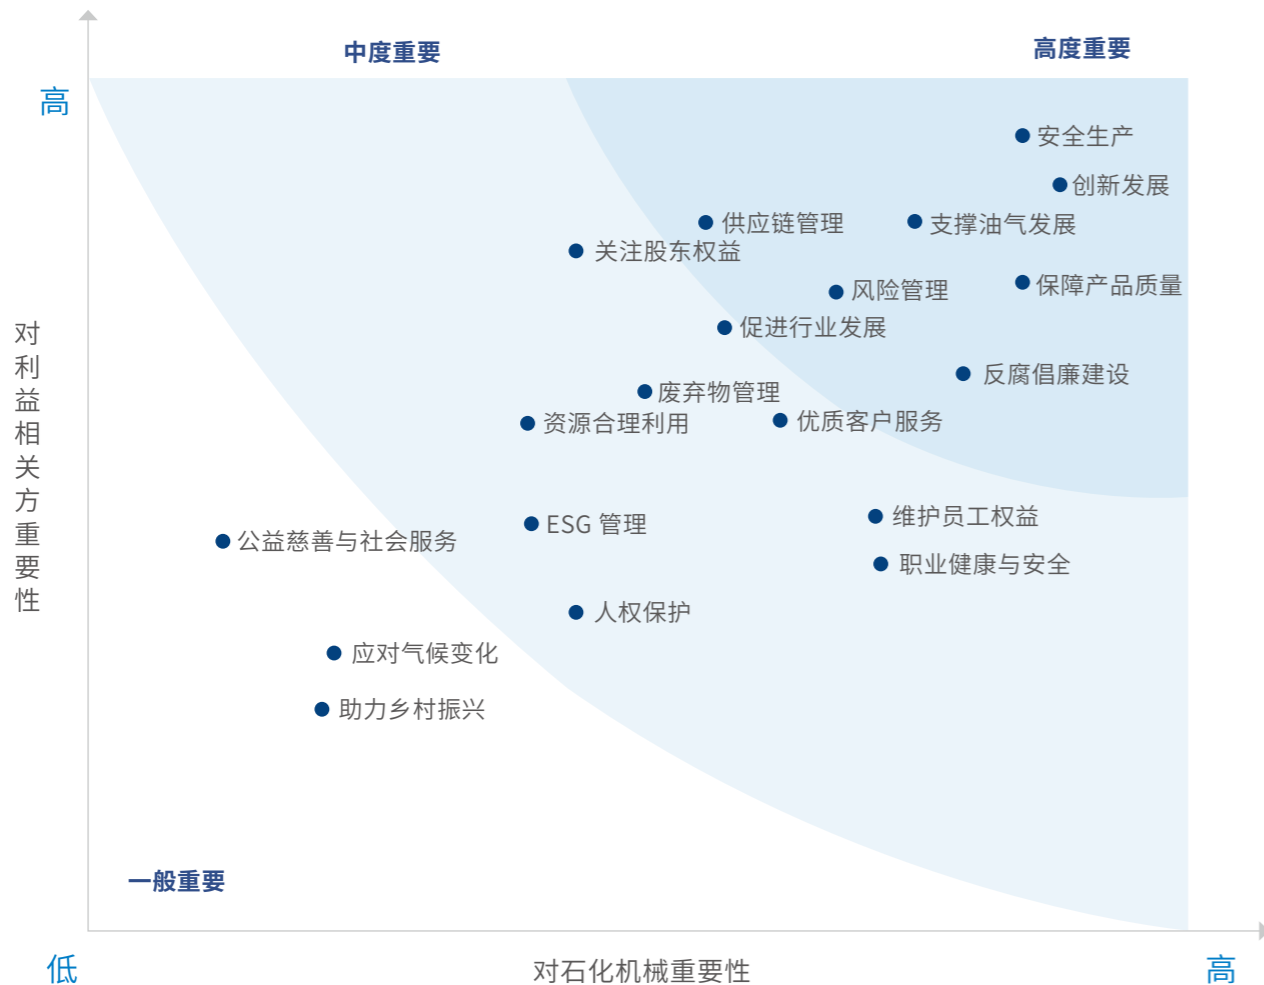 中度重要
高度重要
高
安全生产
创新发展
供应链管理
支撑油气发展
关注股东权益
保障产品质量
风险管理
促进行业发展
反腐倡廉建设
废弃物管理
优质客户服务
资源合理利用
维护员工权益
ESG 管理
公益慈善与社会服务
职业健康与安全
人权保护
应对气候变化
助力乡村振兴
对利益相关方重要性
一般重要
低
对石化机械重要性
高